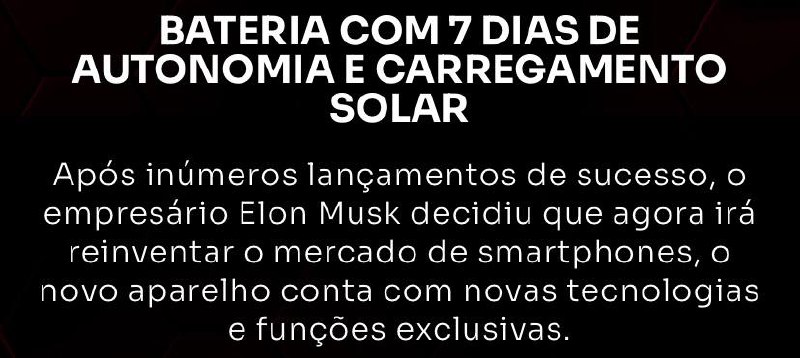 BATERIA COM 7 DIAS DE
AUTONOMIA E CARREGAMENTO
SOLAR
Após inúmeros lançamentos de sucesso, o
empresário Elon Musk decidiu que agora irá
reinventar o mercado de smartphones, o
novo aparelho conta com novas tecnologias
e funções exclusivas.